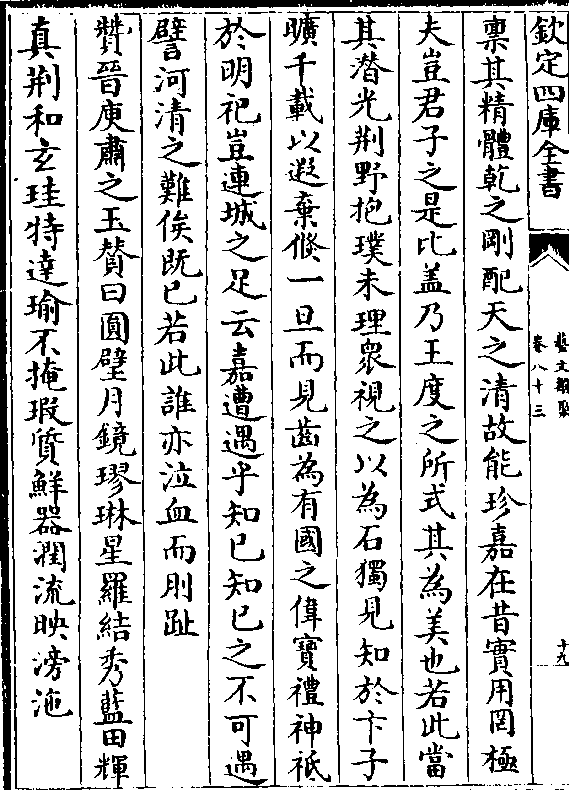 欽定四庫全書
藝文類聚
卷八十三
十九
禀其精體乾之剛配天之清故能珍嘉在昔實用罔極
夫豈君子之是比盖乃王度之所式其為美也若此當
其潛光荆野抱璞未理衆視之以為石獨見知於卞子
曠千載以遐棄倐一旦而見齒為有國之偉寳禮神祇
於明祀豈連城之足云嘉遭遇乎知已知已之不可遇
譬河清之難俟既已若此誰亦泣血而刖趾
贊晉庾肅之玉贊曰圓璧月鏡璆琳星羅結秀藍田輝
真荆和玄珪特達瑜不掩瑕質鮮器潤流映滂沲